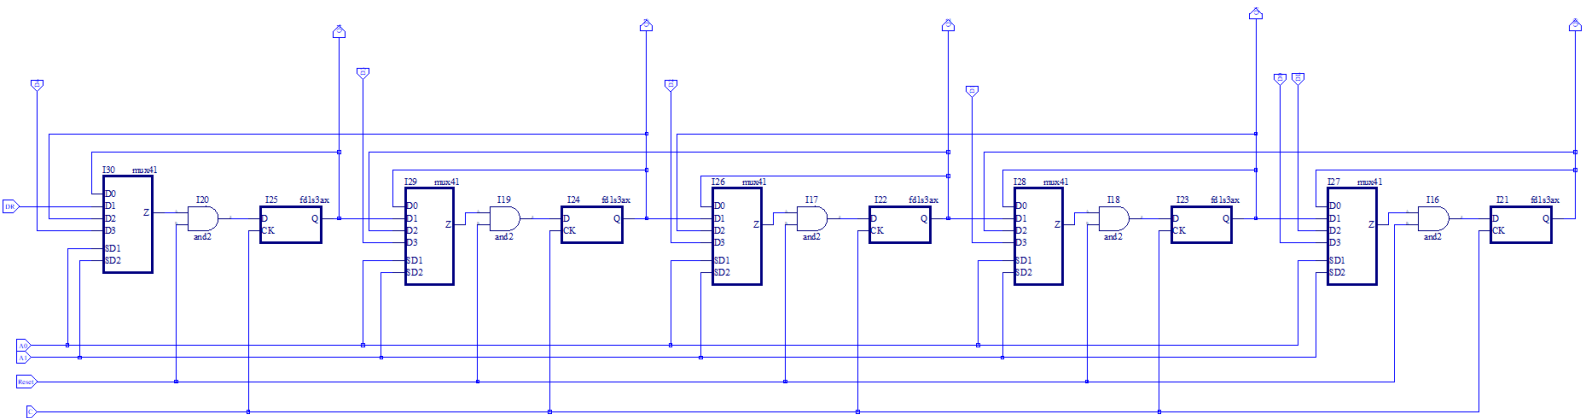 I30 mux41
D0
D1
D2
D3
SD1
SD2
Z
I20
and2
I25 fd1s3ax
D
CK
Q
I29 mux41
D0
D1
D2
D3
SD1
SD2
Z
I19
and2
I24 fd1s3ax
D
CK
Q
I26 mux41
D0
D1
D2
D3
SD1
SD2
Z
I17
and2
I22 fd1s3ax
D
CK
Q
I28 mux41
D0
D1
D2
D3
SD1
SD2
Z
I18
and2
I23 fd1s3ax
D
CK
Q
I27 mux41
D0
D1
D2
D3
SD1
SD2
Z
I16
and2
I21 fd1s3ax
D
CK
Q
DR
A0
A1
Reset
C